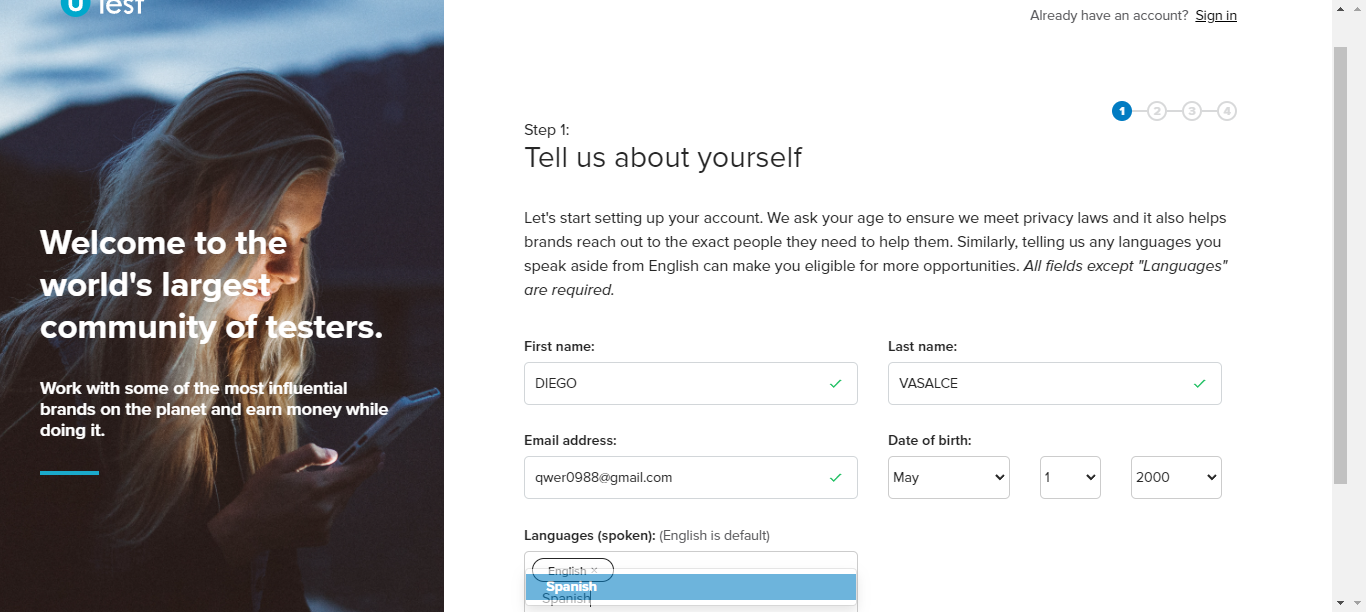 uTest
Already have an account? Sign in
1 2 3 4
Step 1:
Tell us about yourself
Let's start setting up your account. We ask your age to ensure we meet privacy laws and it also helps
brands reach out to the exact people they need to help them. Similarly, telling us any languages you
speak aside from English can make you eligible for more opportunities. All fields except "Languages"
are required.
Welcome to the
world's largest
community of testers.
Work with some of the most influential
brands on the planet and earn money while
doing it.
First name: Last name:
DIEGO VASALCE
Email address: Date of birth:
qwer0988@gmail.com May 1 2000
Languages (spoken): (English is default)
English ×
Spanish
Spanish